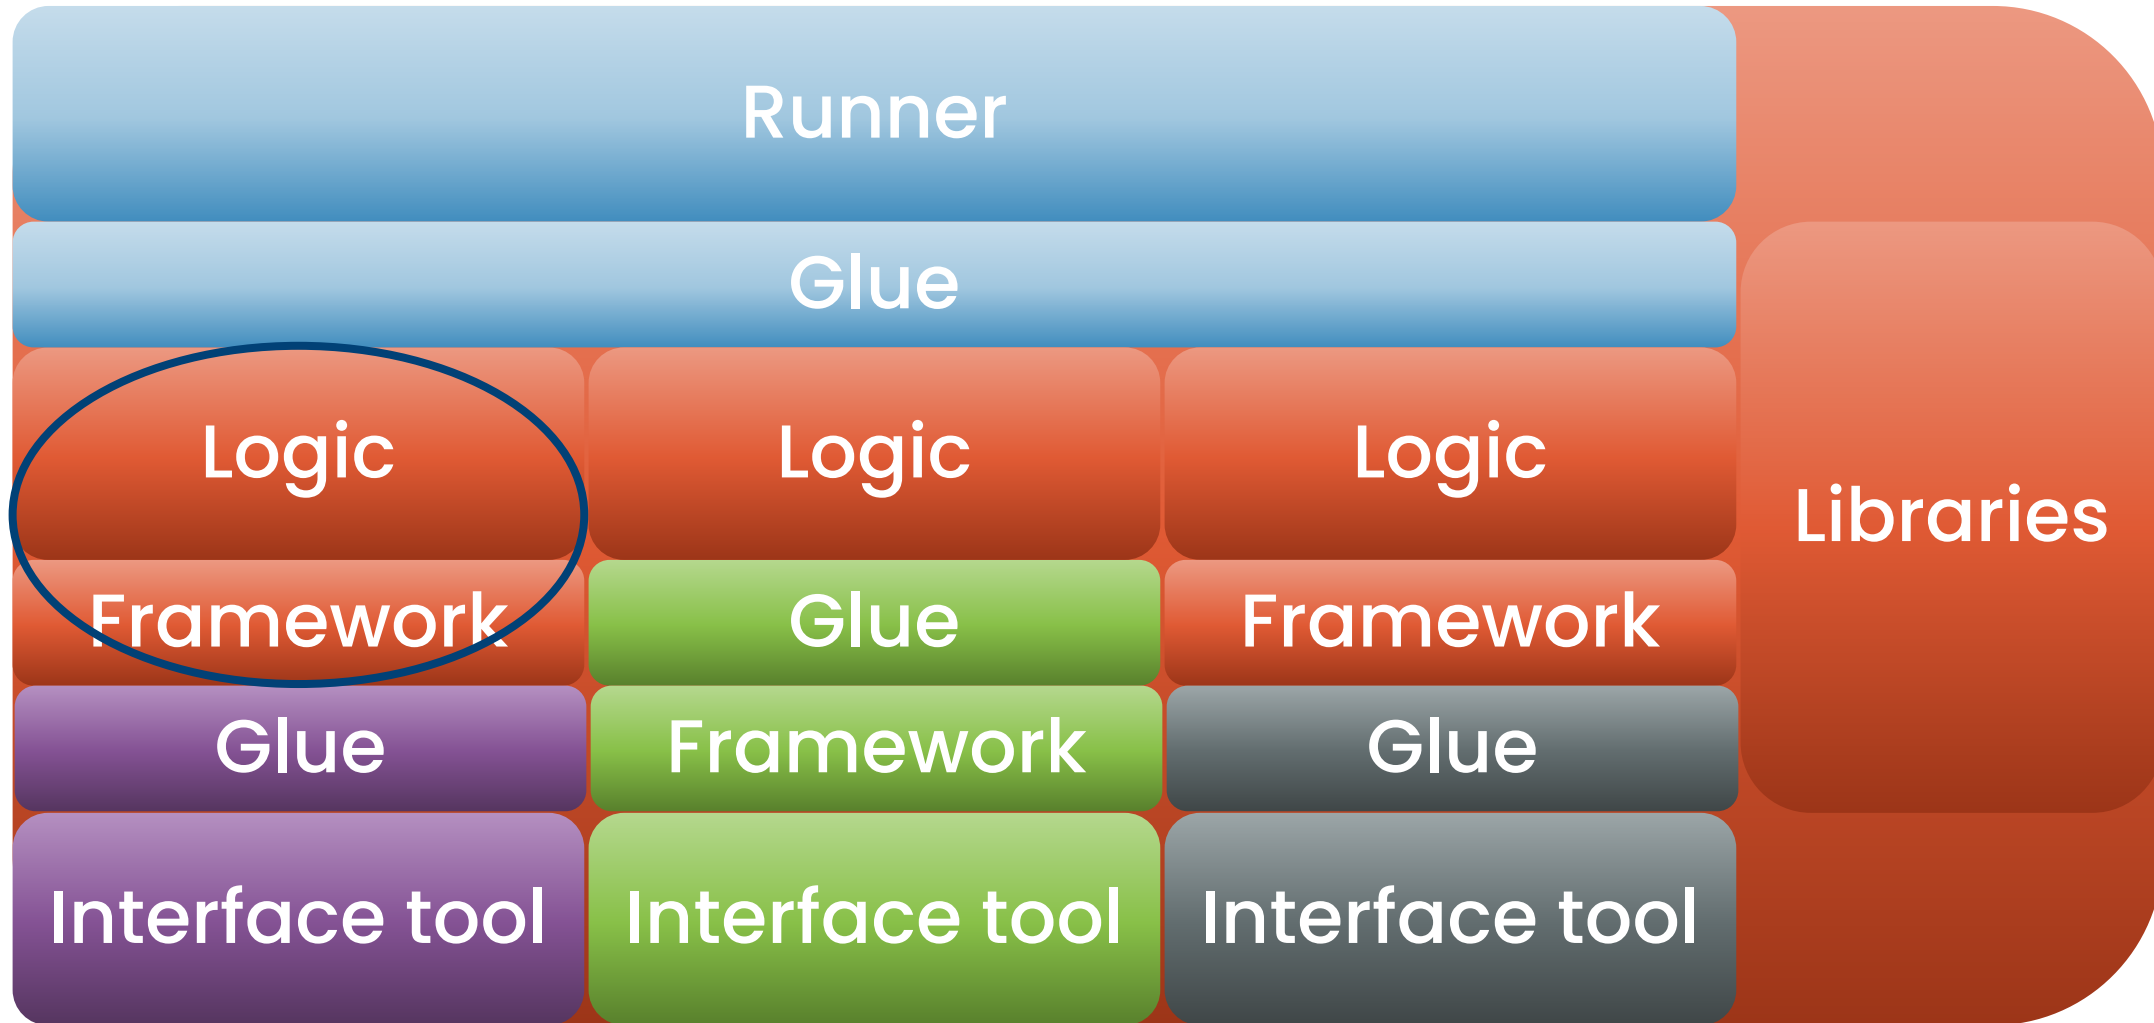 Runner
Glue
Logic
Logic
Logic
Libraries
Framework
Glue
Framework
Glue
Framework
Glue
Interface tool
Interface tool
Interface tool